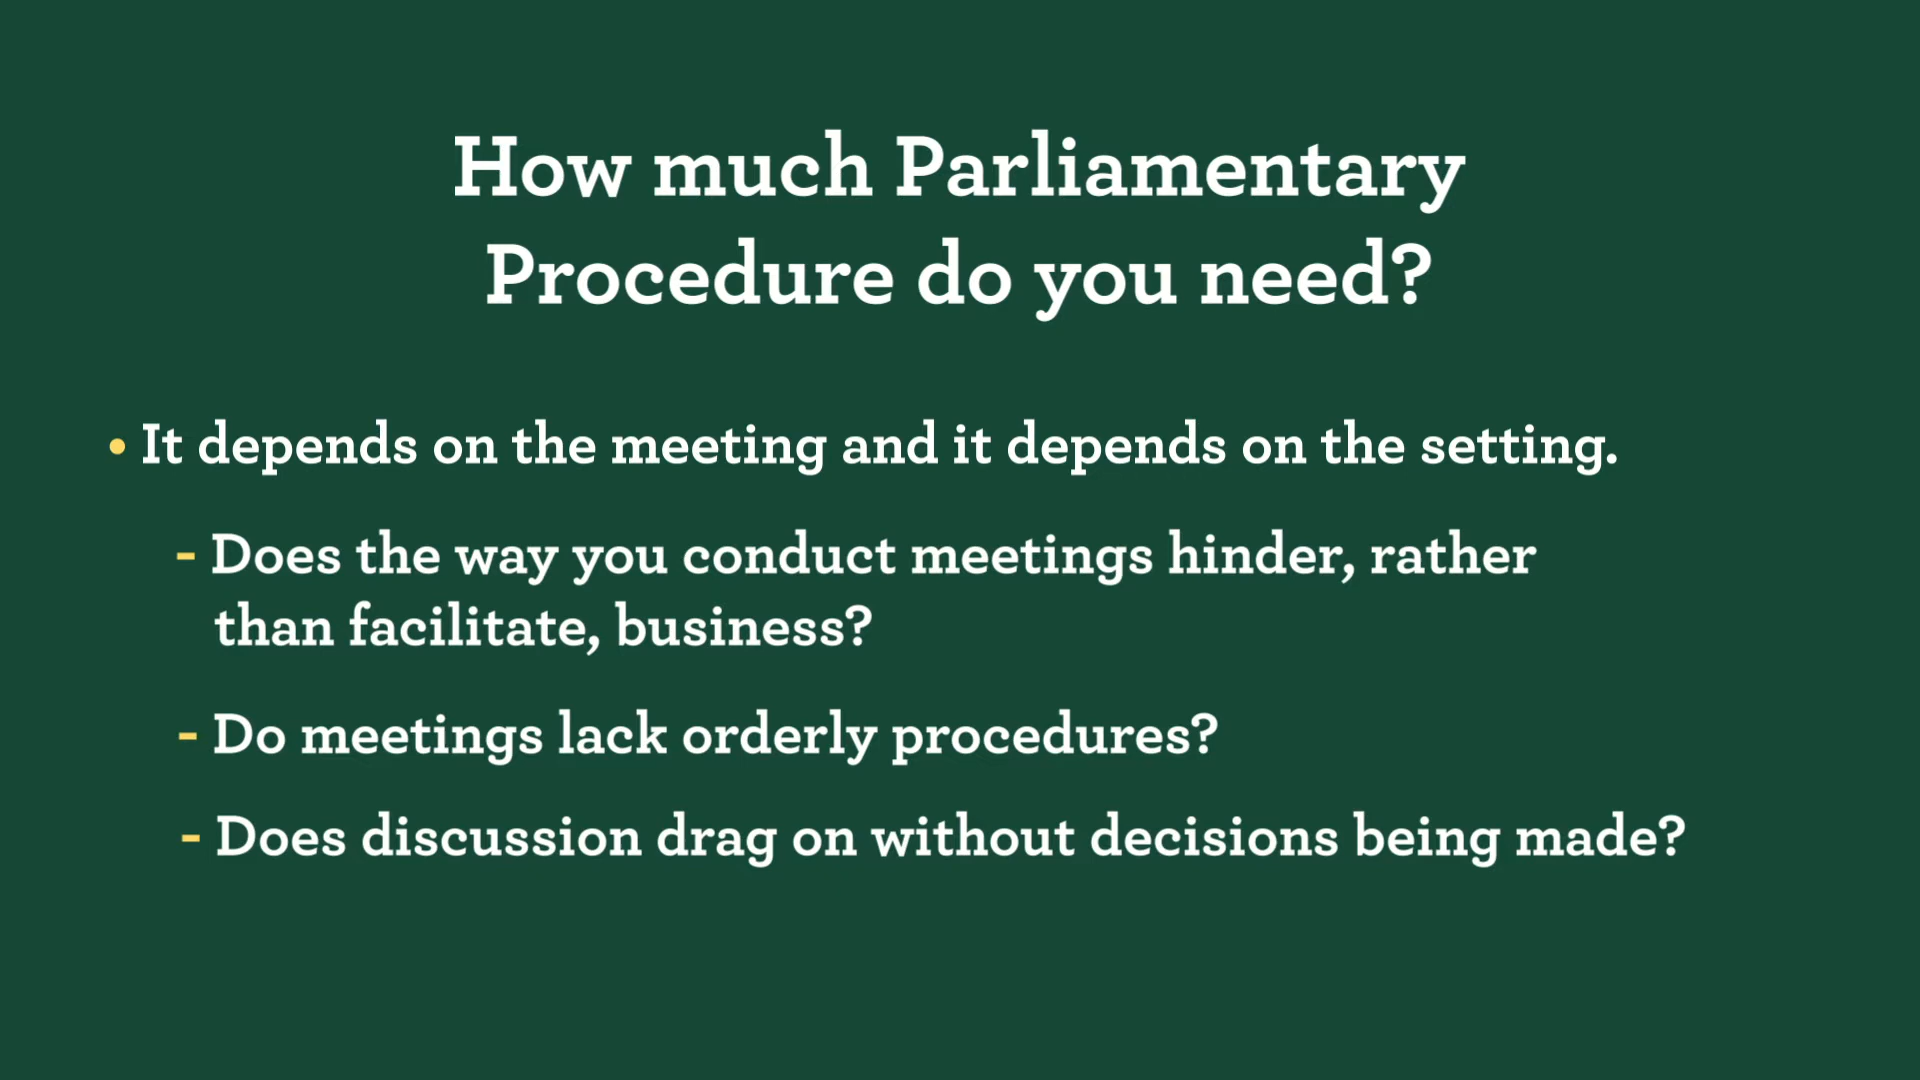 How much Parliamentary
Procedure do you need?
• It depends on the meeting and it depends on the setting.
- Does the way you conduct meetings hinder, rather
than facilitate, business?
- Do meetings lack orderly procedures?
- Does discussion drag on without decisions being made?